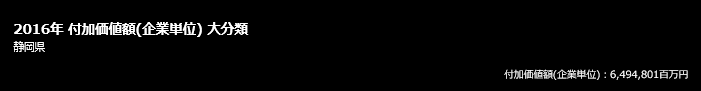 2016年 付加価値額(企業単位) 大分類
静岡県
付加価値額(企業単位)：6,494,801百万円